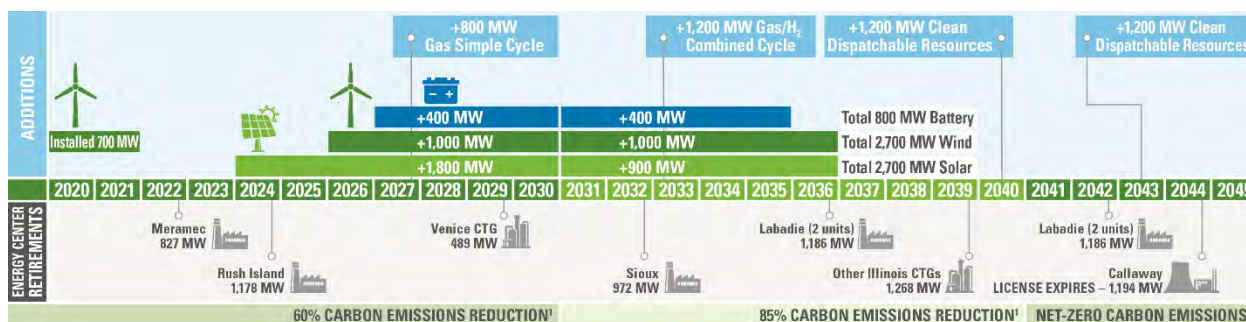 ADDITIONS
+800 MW
Gas Simple Cycle
+1,200 MW Gas/H₂
Combined Cycle
+1,200 MW Clean
Dispatchable Resources
+1,200 MW Clean
Dispatchable Resources
Installed 700 MW
+400 MW
+400 MW
Total 800 MW Battery
+1,000 MW
+1,000 MW
Total 2,700 MW Wind
+1,800 MW
+900 MW
Total 2,700 MW Solar
2020 2021 2022 2023 2024 2025 2026 2027 2028 2029 2030 2031 2032 2033 2034 2035 2036 2037 2038 2039 2040 2041 2042 2043 2044 2045
ENERGY CENTER
RETIREMENTS
Meramec
827 MW
Rush Island
1,178 MW
Venice CTG
489 MW
Sioux
972 MW
Labadie (2 units)
1,186 MW
Other Illinois CTGs
1,268 MW
Labadie (2 units)
1,186 MW
Callaway
LICENSE EXPIRES – 1,194 MW
60% CARBON EMISSIONS REDUCTION¹
85% CARBON EMISSIONS REDUCTION¹
NET-ZERO CARBON EMISSIONS